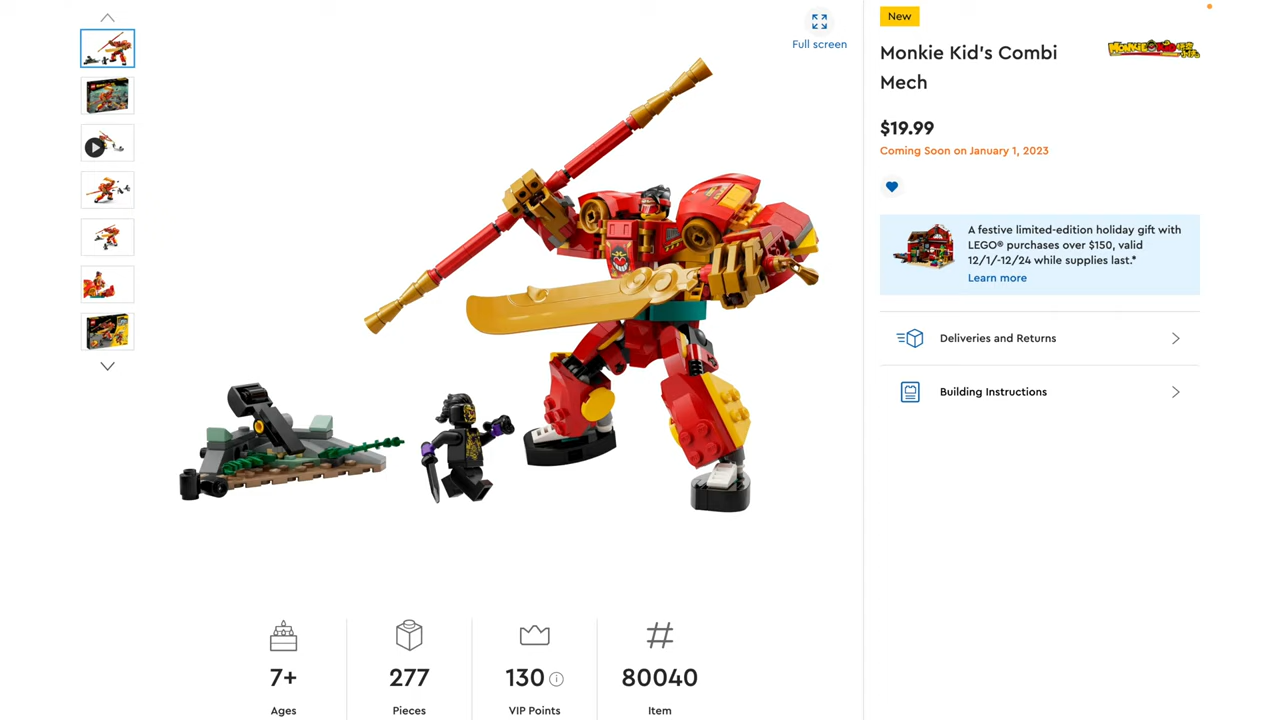 Full screen
New
Monkie Kid's Combi
Mech
MONKIE KID
$19.99
Coming Soon on January 1, 2023
A festive limited-edition holiday gift with
LEGO® purchases over $150, valid
12/1/-12/24 while supplies last.*
Learn more
Deliveries and Returns
Building Instructions
7+
Ages
277
Pieces
130
VIP Points
#
80040
Item